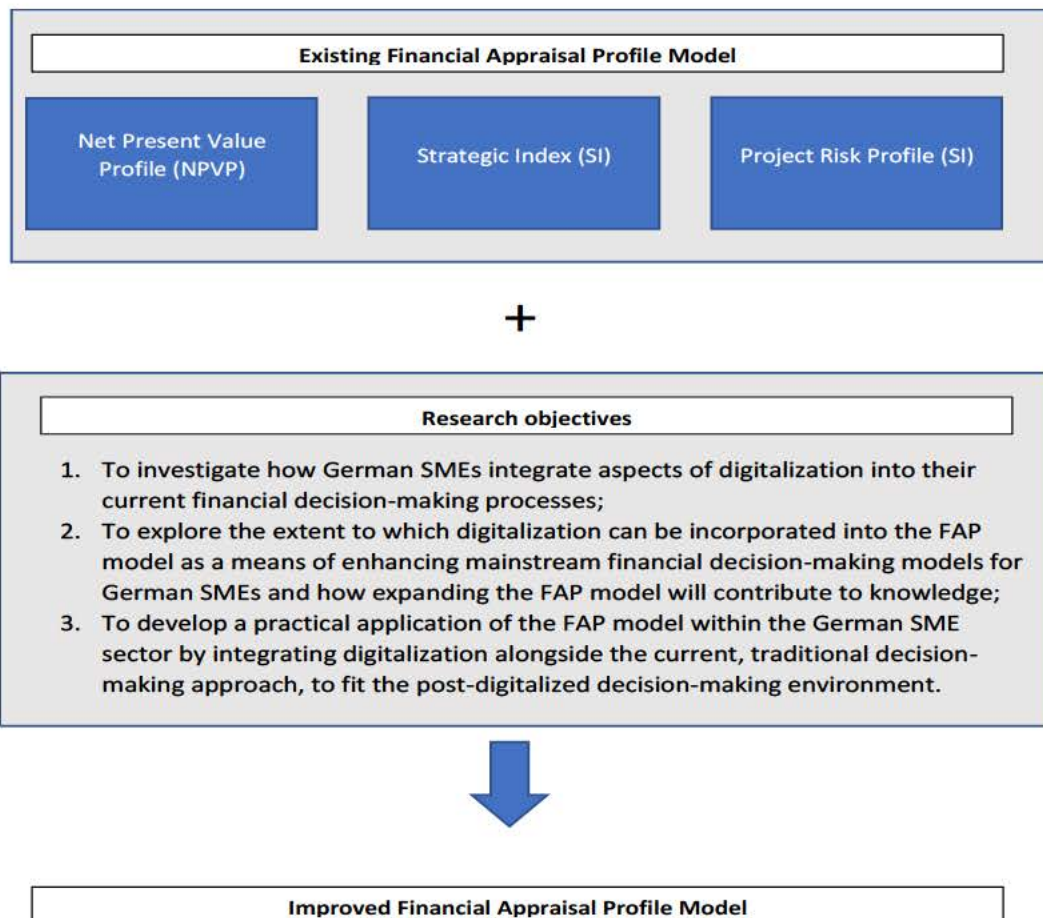 Existing Financial Appraisal Profile Model
Net Present Value
Profile (NPVP)
Strategic Index (SI)
Project Risk Profile (SI)
+
Research objectives
1. To investigate how German SMEs integrate aspects of digitalization into their
current financial decision-making processes;
2. To explore the extent to which digitalization can be incorporated into the FAP
model as a means of enhancing mainstream financial decision-making models for
German SMEs and how expanding the FAP model will contribute to knowledge;
3. To develop a practical application of the FAP model within the German SME
sector by integrating digitalization alongside the current, traditional decision-
making approach, to fit the post-digitalized decision-making environment.
Improved Financial Appraisal Profile Model